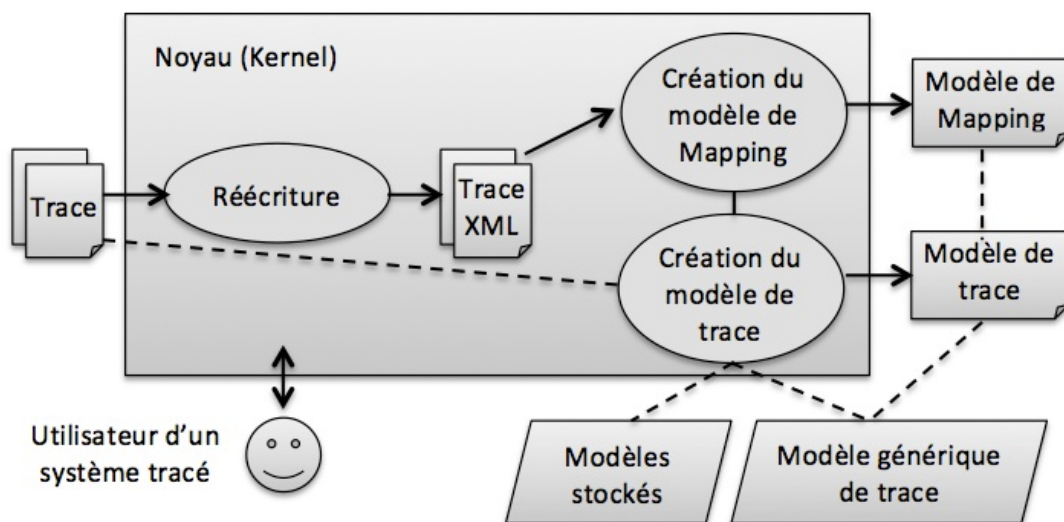 Noyau (Kernel)
Création du
modèle de
Mapping
Modèle de
Mapping
Trace
Réécriture
Trace
XML
Création du
modèle de
trace
Modèle de
trace
Utilisateur d’un
système tracé
Modèles
stockés
Modèle générique
de trace